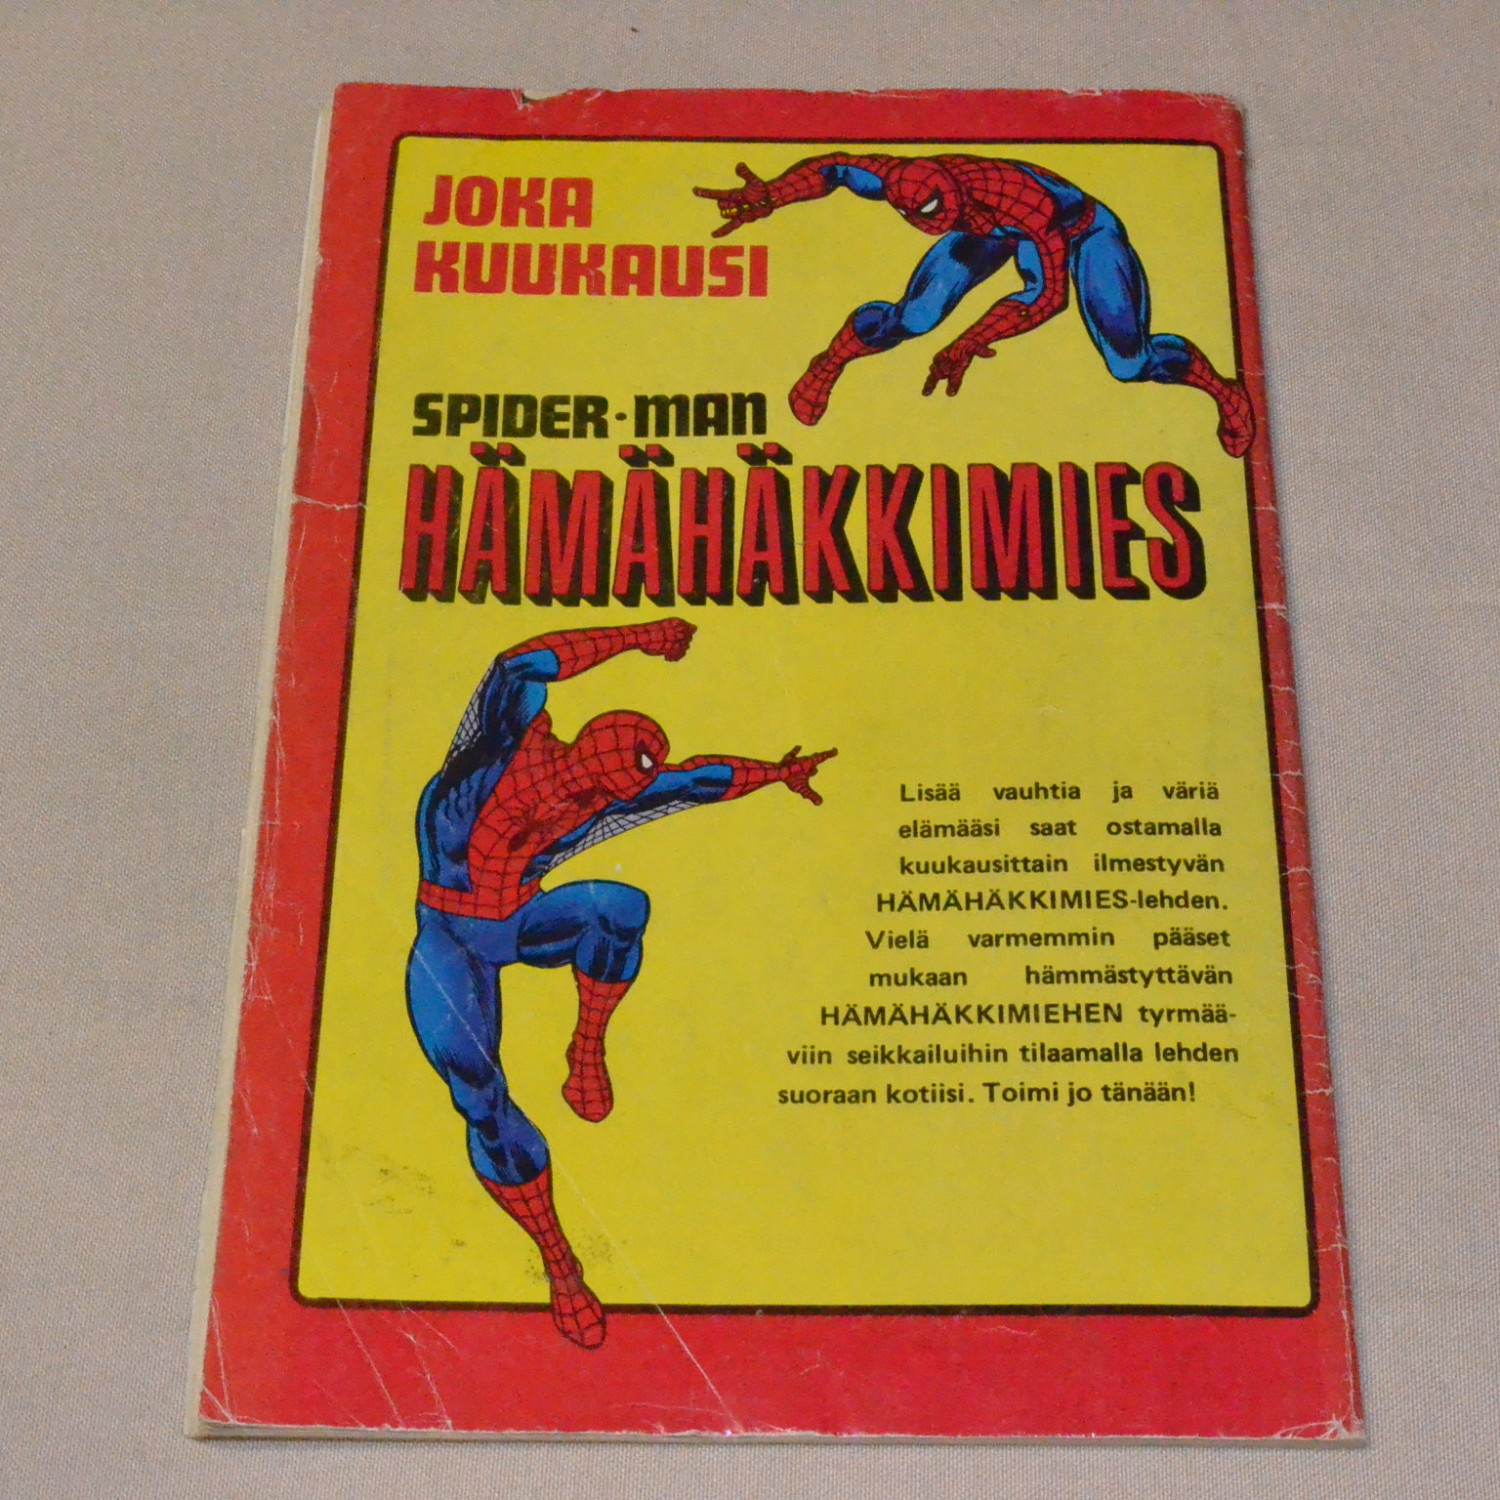 JOKA
KUUKAUSI
SPIDER-MAN
HÄMÄHÄKKIMIES
Lisää vauhtia ja väriä
elämääsi saat ostamalla
kuukausittain ilmestyvän
HÄMÄHÄKKIMIES-lehden.
Vielä varmemmin pääset
mukaan hämmästyttävän
HÄMÄHÄKKIMIEHEN tyrmää-
viin seikkailuihin tilaamalla lehden
suoraan kotiisi. Toimi jo tänään!